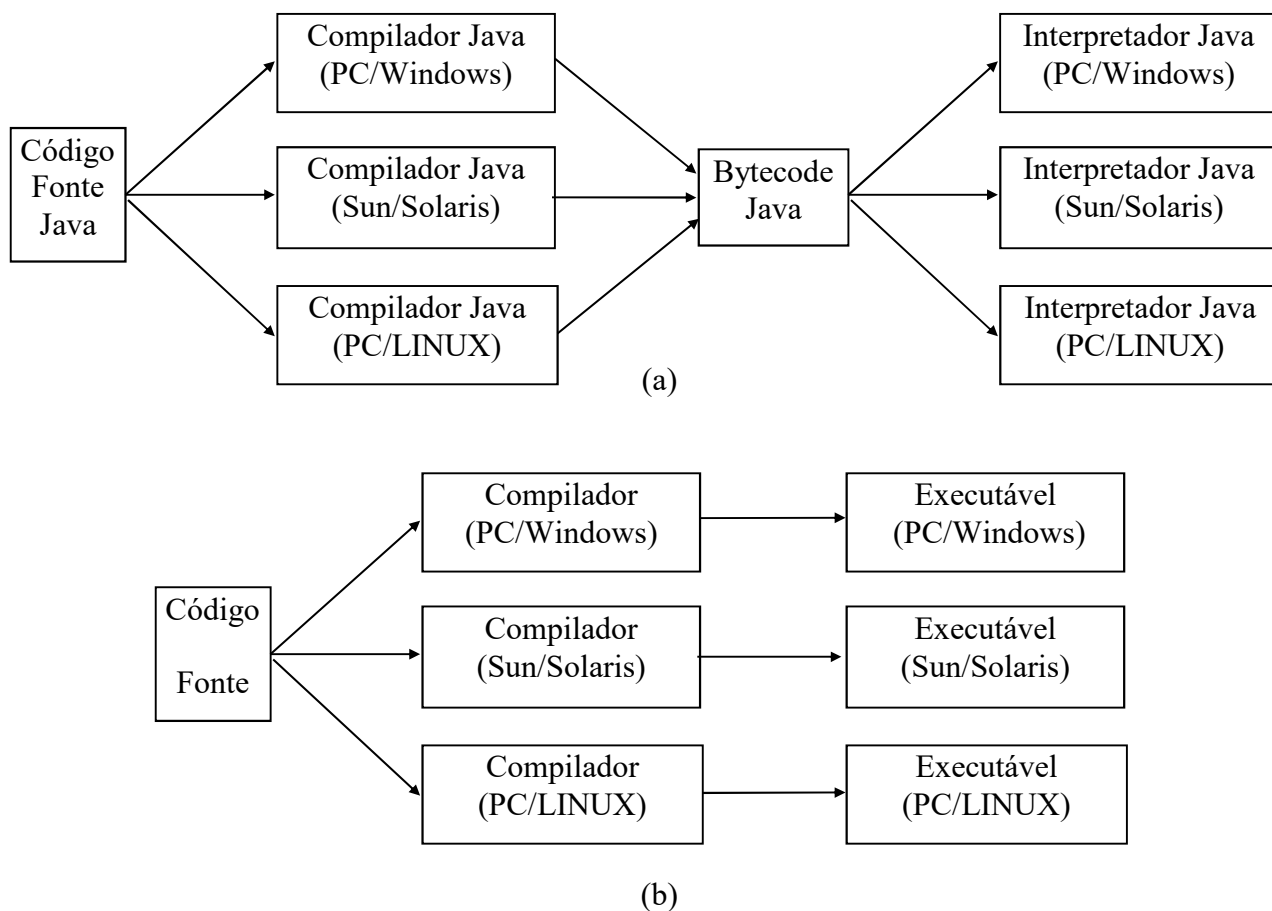 Compilador Java
(PC/Windows)
Interpretador Java
(PC/Windows)
Código
Fonte
Java
Compilador Java
(Sun/Solaris)
Bytecode
Java
Interpretador Java
(Sun/Solaris)
Compilador Java
(PC/LINUX)
Interpretador Java
(PC/LINUX)
(a)
Compilador
(PC/Windows)
Executável
(PC/Windows)
Código
Fonte
Compilador
(Sun/Solaris)
Executável
(Sun/Solaris)
Compilador
(PC/LINUX)
Executável
(PC/LINUX)
(b)